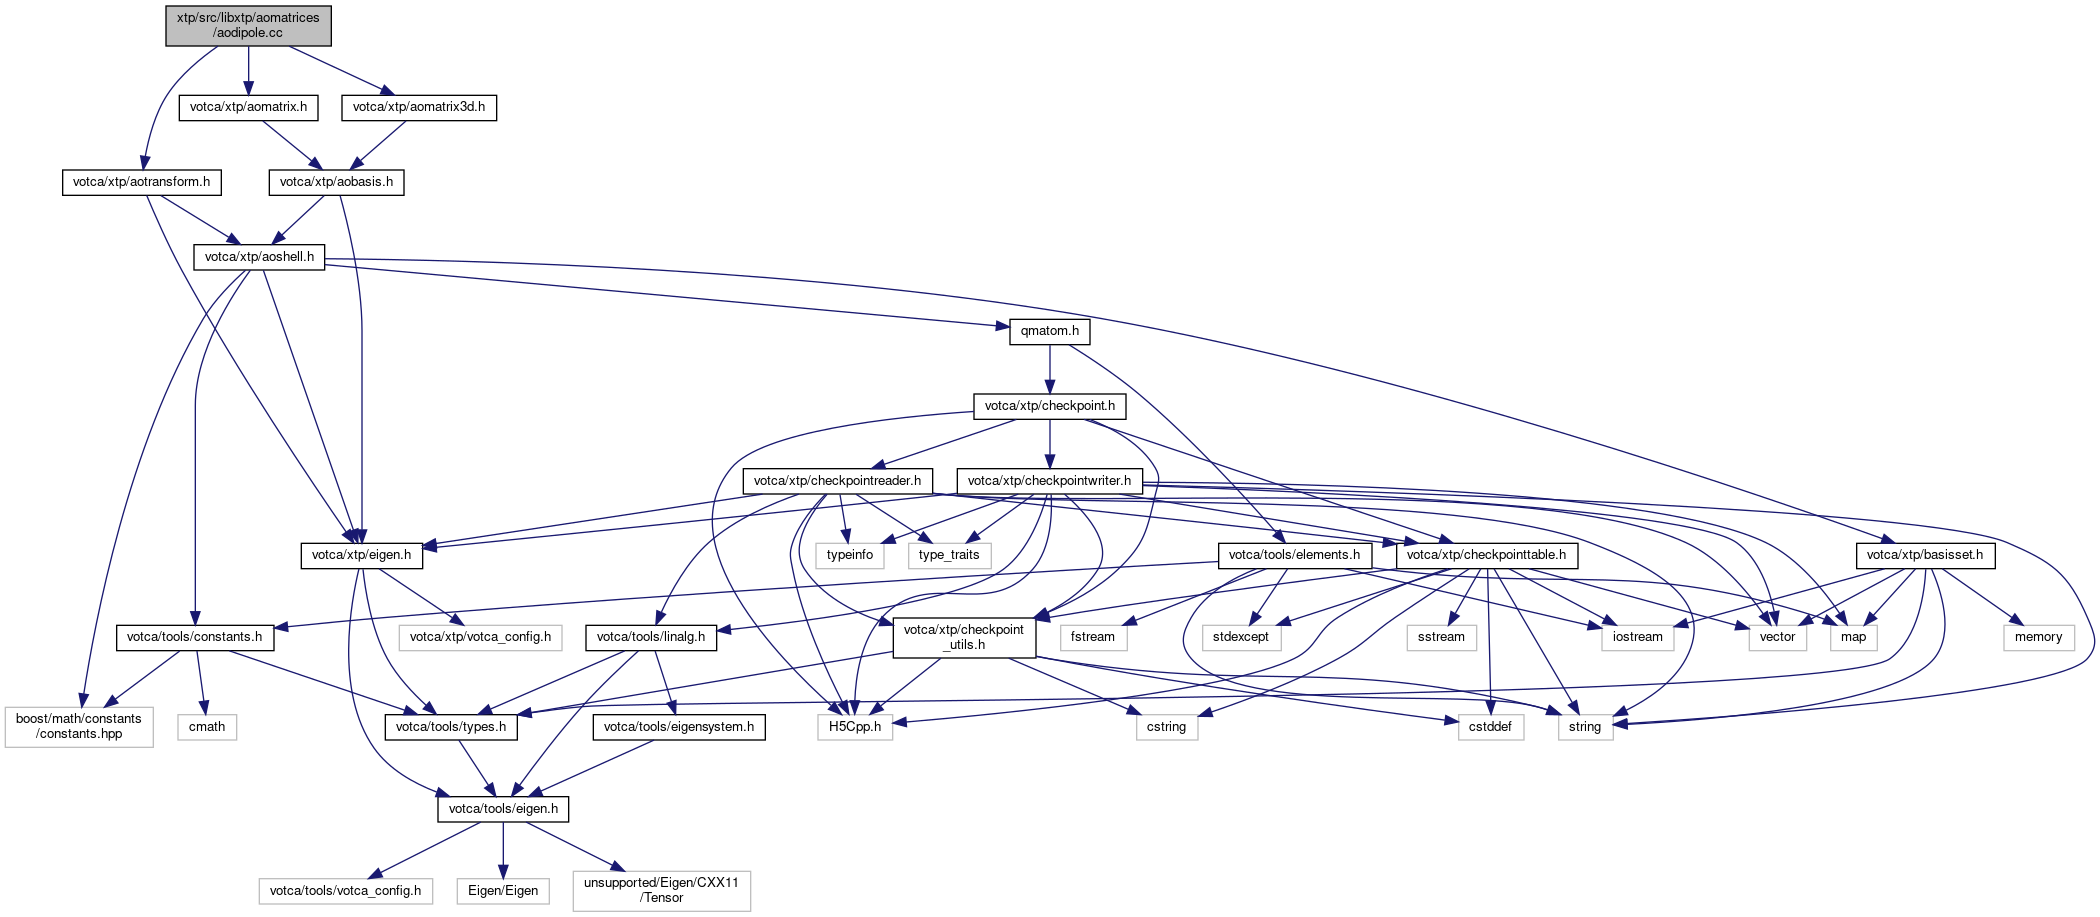 xtp/src/libxtp/aomatrices
/aodipole.cc
votca/xtp/aomatrix.h
votca/xtp/aomatrix3d.h
votca/xtp/aotransform.h
votca/xtp/aobasis.h
votca/xtp/aoshell.h
qmatom.h
votca/xtp/checkpoint.h
votca/xtp/checkpointreader.h
votca/xtp/checkpointwriter.h
votca/xtp/eigen.h
typeinfo
type_traits
votca/tools/elements.h
votca/xtp/checkpointtable.h
votca/xtp/basisset.h
votca/tools/constants.h
votca/xtp/votca_config.h
votca/tools/linalg.h
votca/xtp/checkpoint
_utils.h
fstream
stdexcept
sstream
iostream
vector
map
memory
boost/math/constants
/constants.hpp
cmath
votca/tools/types.h
votca/tools/eigensystem.h
H5Cpp.h
cstring
cstddef
string
votca/tools/eigen.h
votca/tools/votca_config.h
Eigen/Eigen
unsupported/Eigen/CXX11
/Tensor